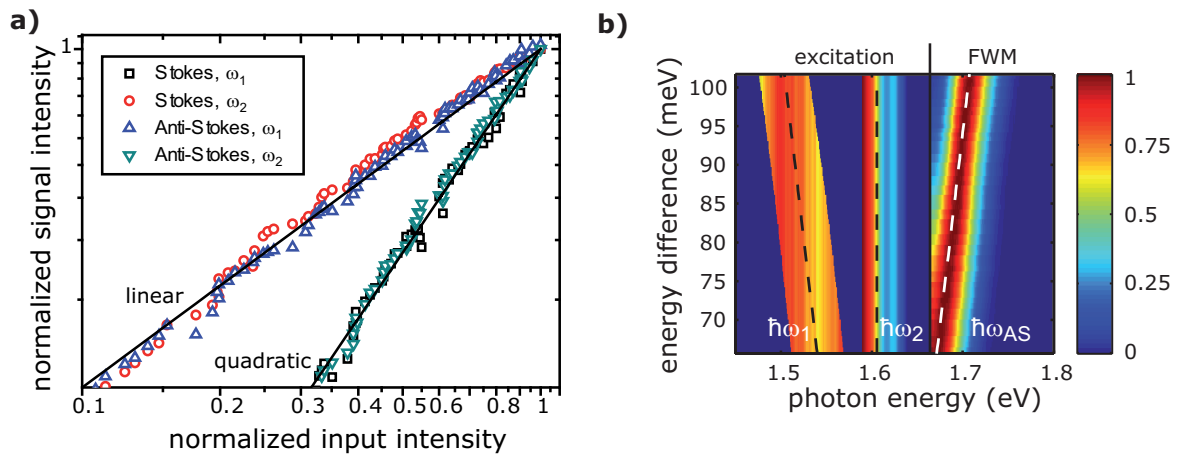 a)
normalized signal intensity
1
Stokes, ω1
Stokes, ω2
Anti-Stokes, ω1
Anti-Stokes, ω2
linear
quadratic
0.1 0.2 0.3 0.4 0.5 0.6 0.8 1
normalized input intensity
b)
excitation FWM
energy difference (meV)
100
95
90
85
80
75
70
ħω1 ħω2 ħωAS
1.5 1.6 1.7 1.8
photon energy (eV)
1
0.75
0.5
0.25
0